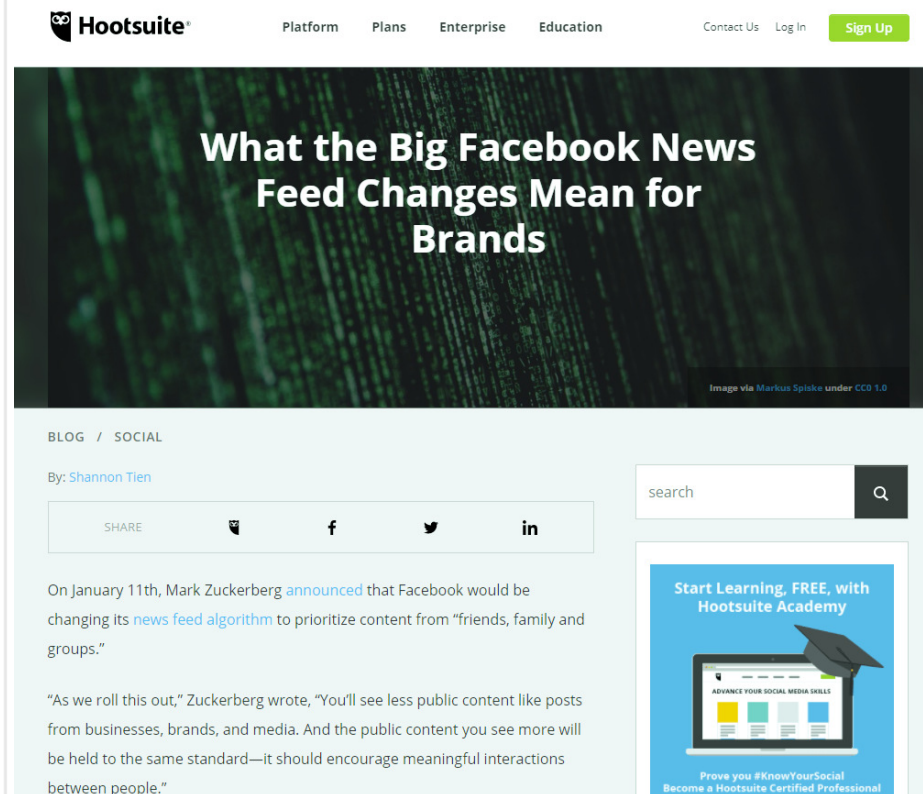 Hootsuite®
Platform Plans Enterprise Education
Contact Us Log In Sign Up
What the Big Facebook News
Feed Changes Mean for
Brands
Image via Markus Spiske under CC0 1.0
BLOG / SOCIAL
By: Shannon Tien
SHARE
search
On January 11th, Mark Zuckerberg announced that Facebook would be
changing its news feed algorithm to prioritize content from “friends, family and
groups.”
“As we roll this out,” Zuckerberg wrote, “You’ll see less public content like posts
from businesses, brands, and media. And the public content you see more will
be held to the same standard—it should encourage meaningful interactions
between people.”
Start Learning, FREE, with
Hootsuite Academy
ADVANCE YOUR SOCIAL MEDIA SKILLS
Prove you #KnowYourSocial
Become a Hootsuite Certified Professional